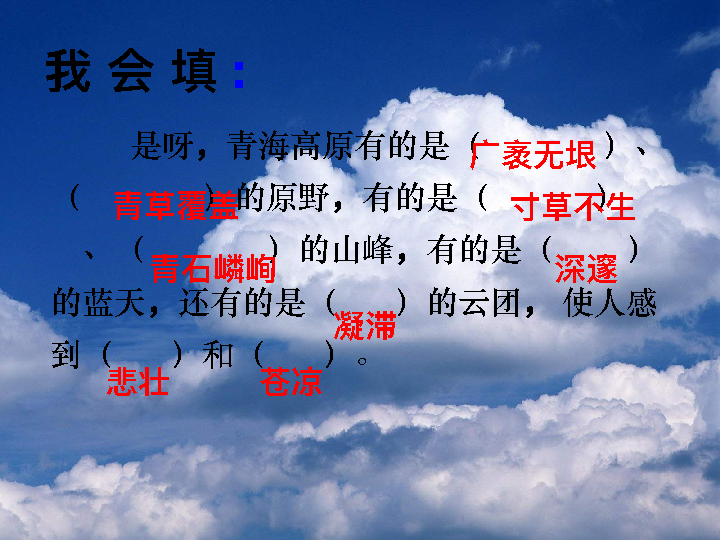 我会填：
是呀，青海高原有的是（广袤无垠）、
（青草覆盖）的原野，有的是（寸草不生）
、（青石嶙峋）的山峰，有的是（深邃）
的蓝天，还有的是（凝滞）的云团，使人感
到（悲壮）和（苍凉）。